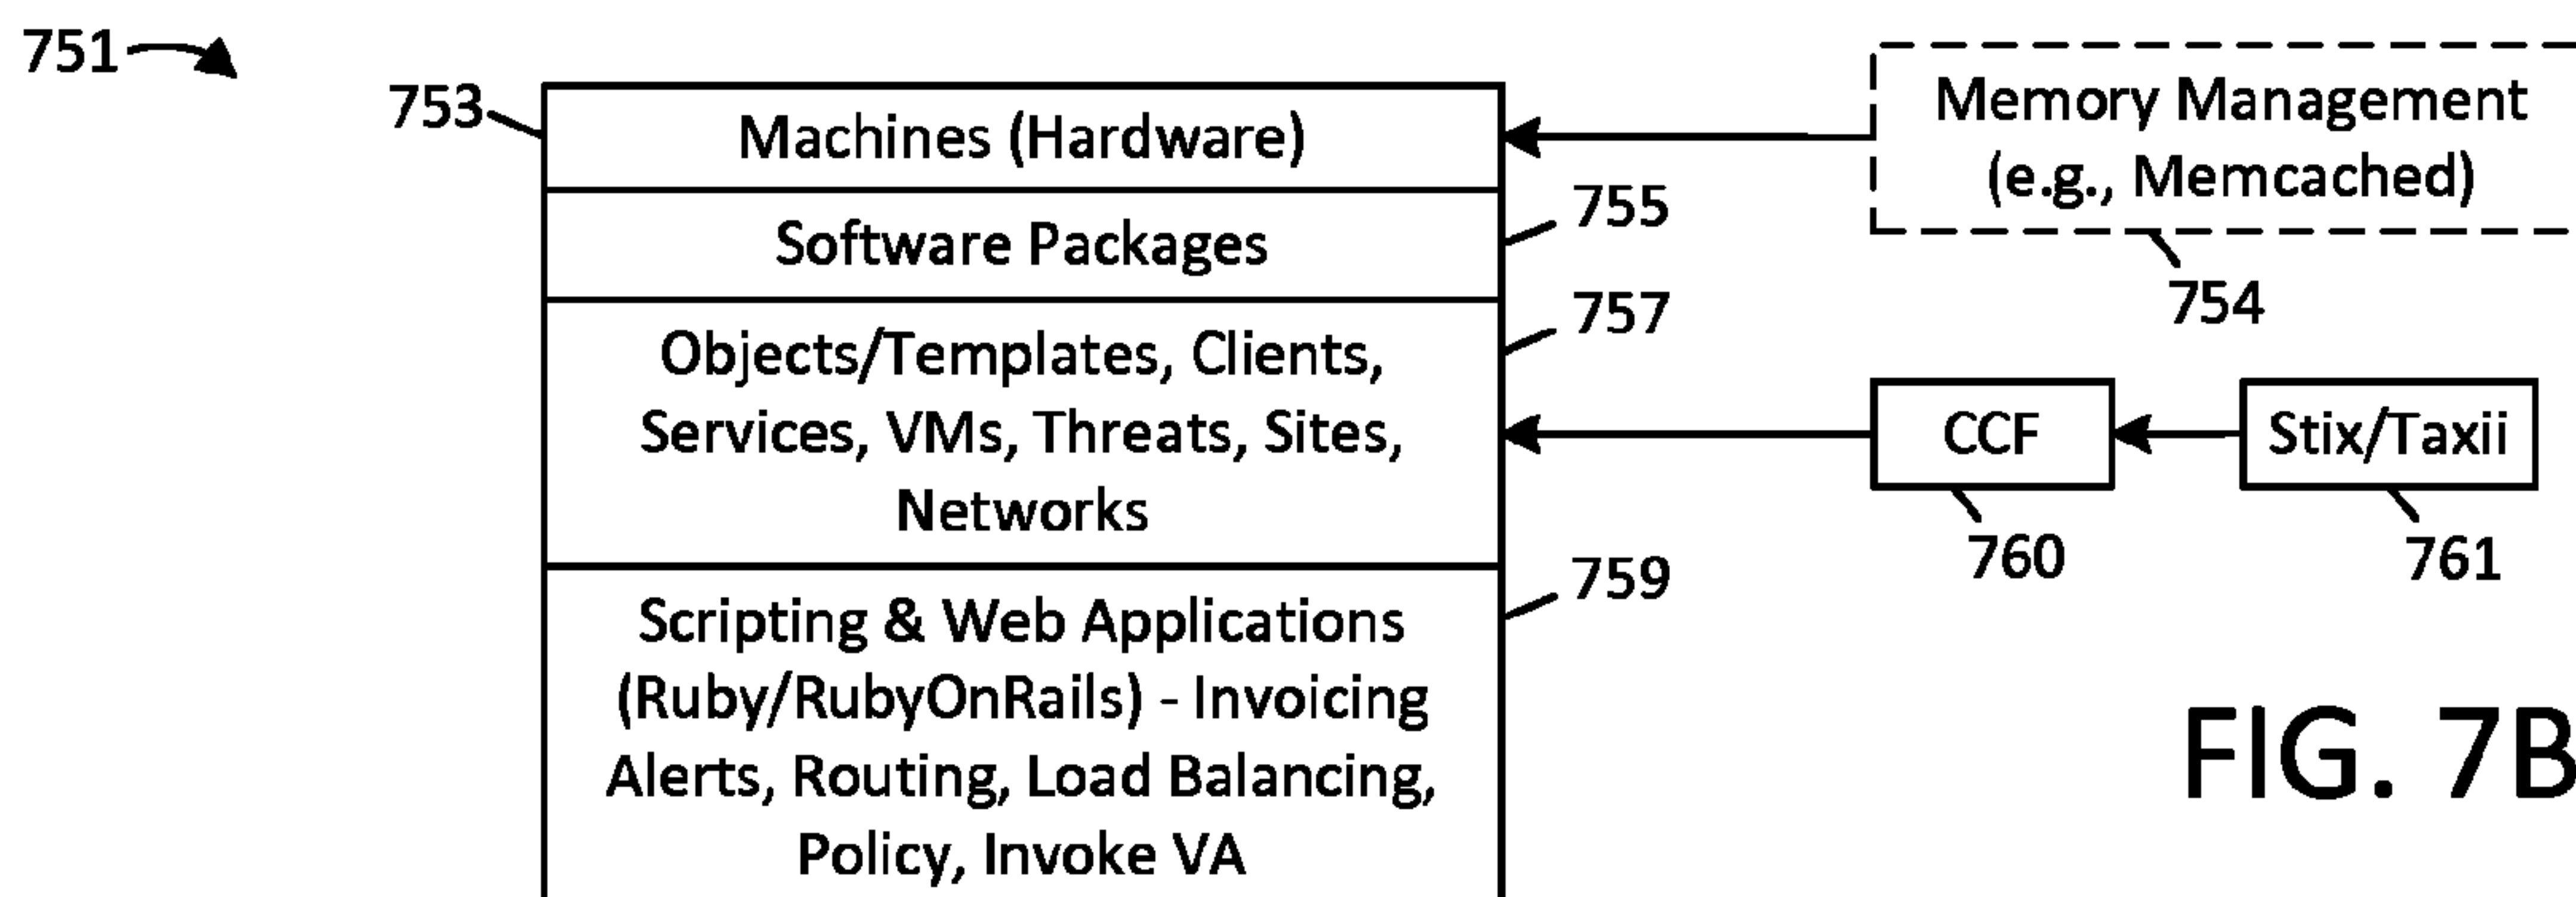 751
753
Machines (Hardware)
Memory Management
(e.g., Memcached)
754
Software Packages
755
757
Objects/Templates, Clients,
Services, VMs, Threats, Sites,
Networks
CCF
Stix/Taxii
760
761
759
Scripting & Web Applications
(Ruby/RubyOnRails) - Invoicing
Alerts, Routing, Load Balancing,
Policy, Invoke VA
FIG. 7B